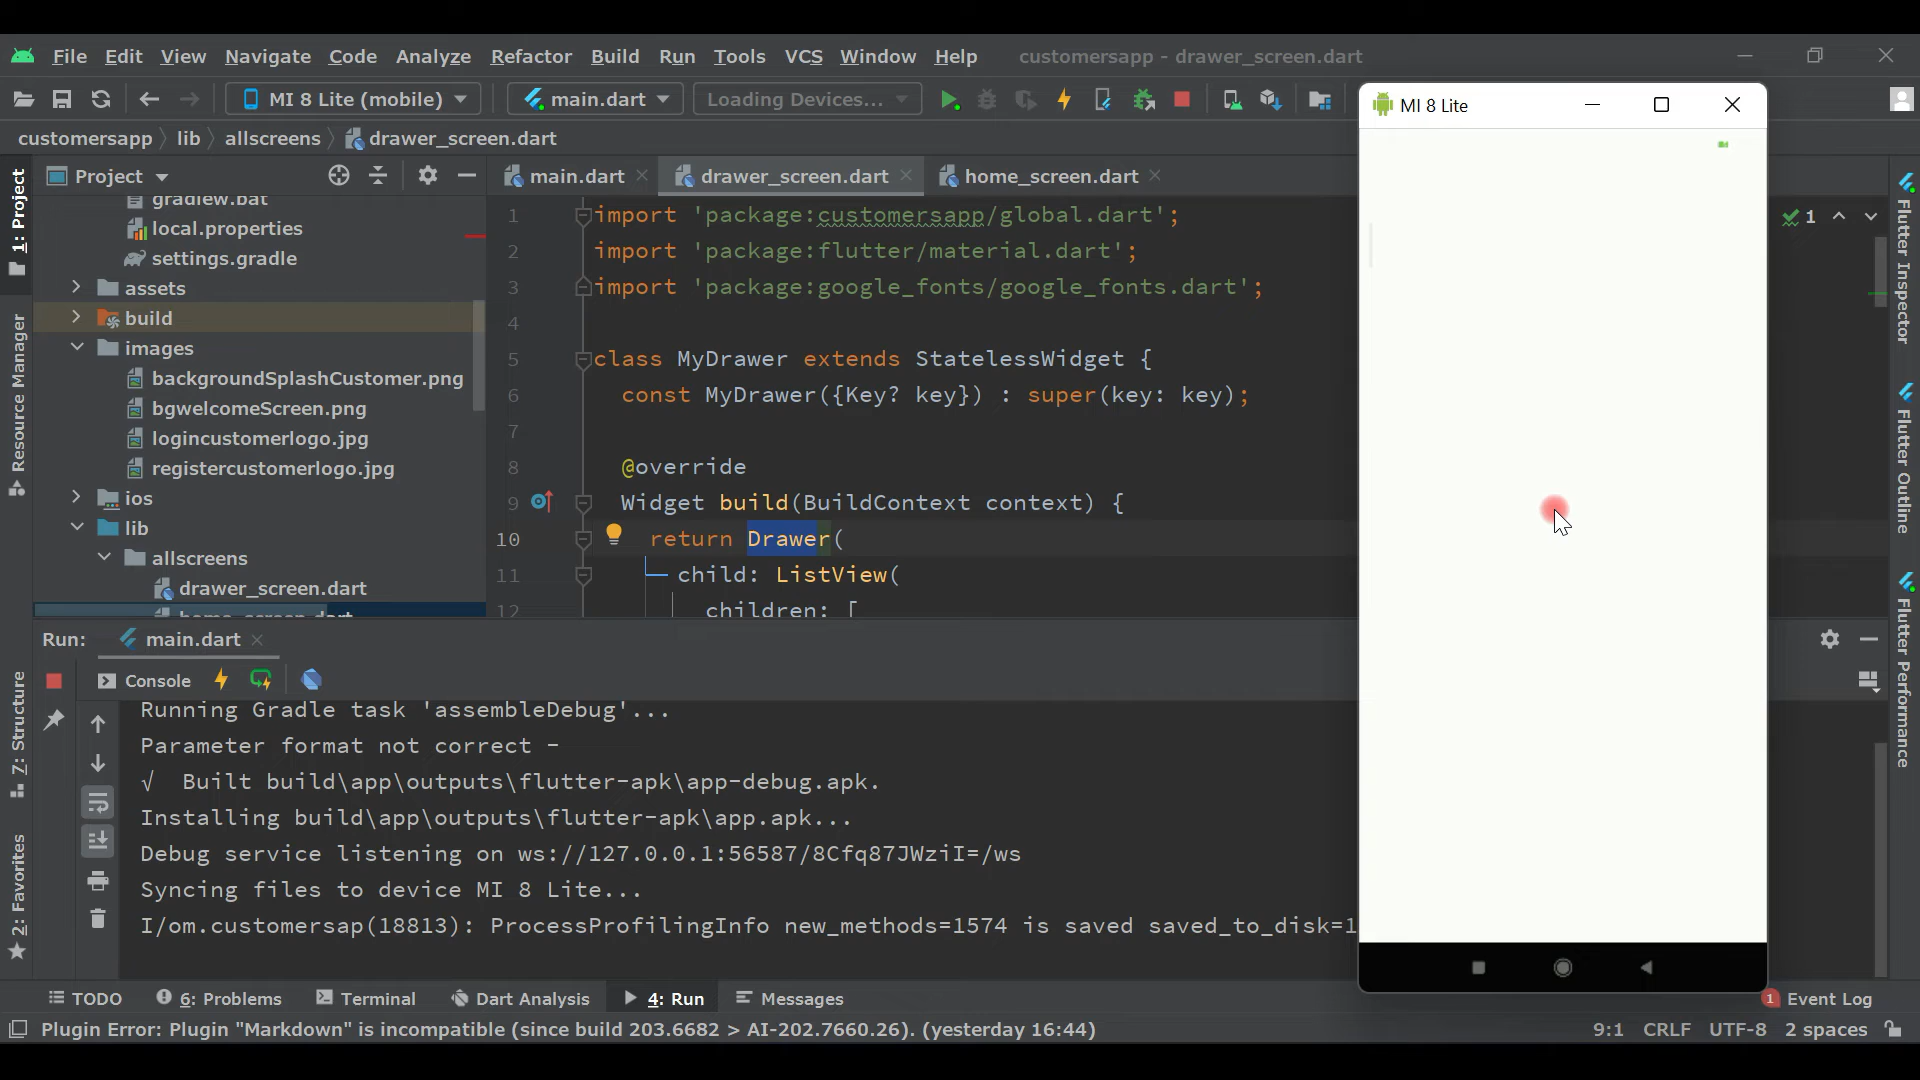 File Edit View Navigate Code Analyze Refactor Build Run Tools VCS Window Help customersapp - drawer_screen.dart
MI 8 Lite (mobile) main.dart Loading Devices...
customersapp lib allscreens drawer_screen.dart
Project
main.dart drawer_screen.dart home_screen.dart
1: Project
Resource Manager
Z: Structure
2: Favorites
gradlew.bat
local.properties
settings.gradle
assets
build
images
backgroundSplashCustomer.png
bgwelcomeScreen.png
logincustomerlogo.jpg
registercustomerlogo.jpg
ios
lib
allscreens
drawer_screen.dart
home_screen.dart
1 import 'package:customersapp/global.dart';
2 import 'package:flutter/material.dart';
3 import 'package:google_fonts/google_fonts.dart';
4
5 class MyDrawer extends StatelessWidget {
6 const MyDrawer({Key? key}) : super(key: key);
7
8 @override
9 Widget build(BuildContext context) {
10 return Drawer(
11 child: ListView(
12 children: [
1
MI 8 Lite
Flutter Inspector
Flutter Outline
Flutter Performance
Run: main.dart
Console
Running Gradle task 'assembleDebug'...
Parameter format not correct -
√ Built build\app\outputs\flutter-apk\app-debug.apk.
Installing build\app\outputs\flutter-apk\app.apk...
Debug service listening on ws://127.0.0.1:56587/8Cfq87JWziI=/ws
Syncing files to device MI 8 Lite...
I/om.customersap(18813): ProcessProfilingInfo new_methods=1574 is saved saved_to_disk=1
TODO 6: Problems Terminal Dart Analysis 4: Run Messages 1 Event Log
Plugin Error: Plugin "Markdown" is incompatible (since build 203.6682 > AI-202.7660.26). (yesterday 16:44) 9:1 CRLF UTF-8 2 spaces